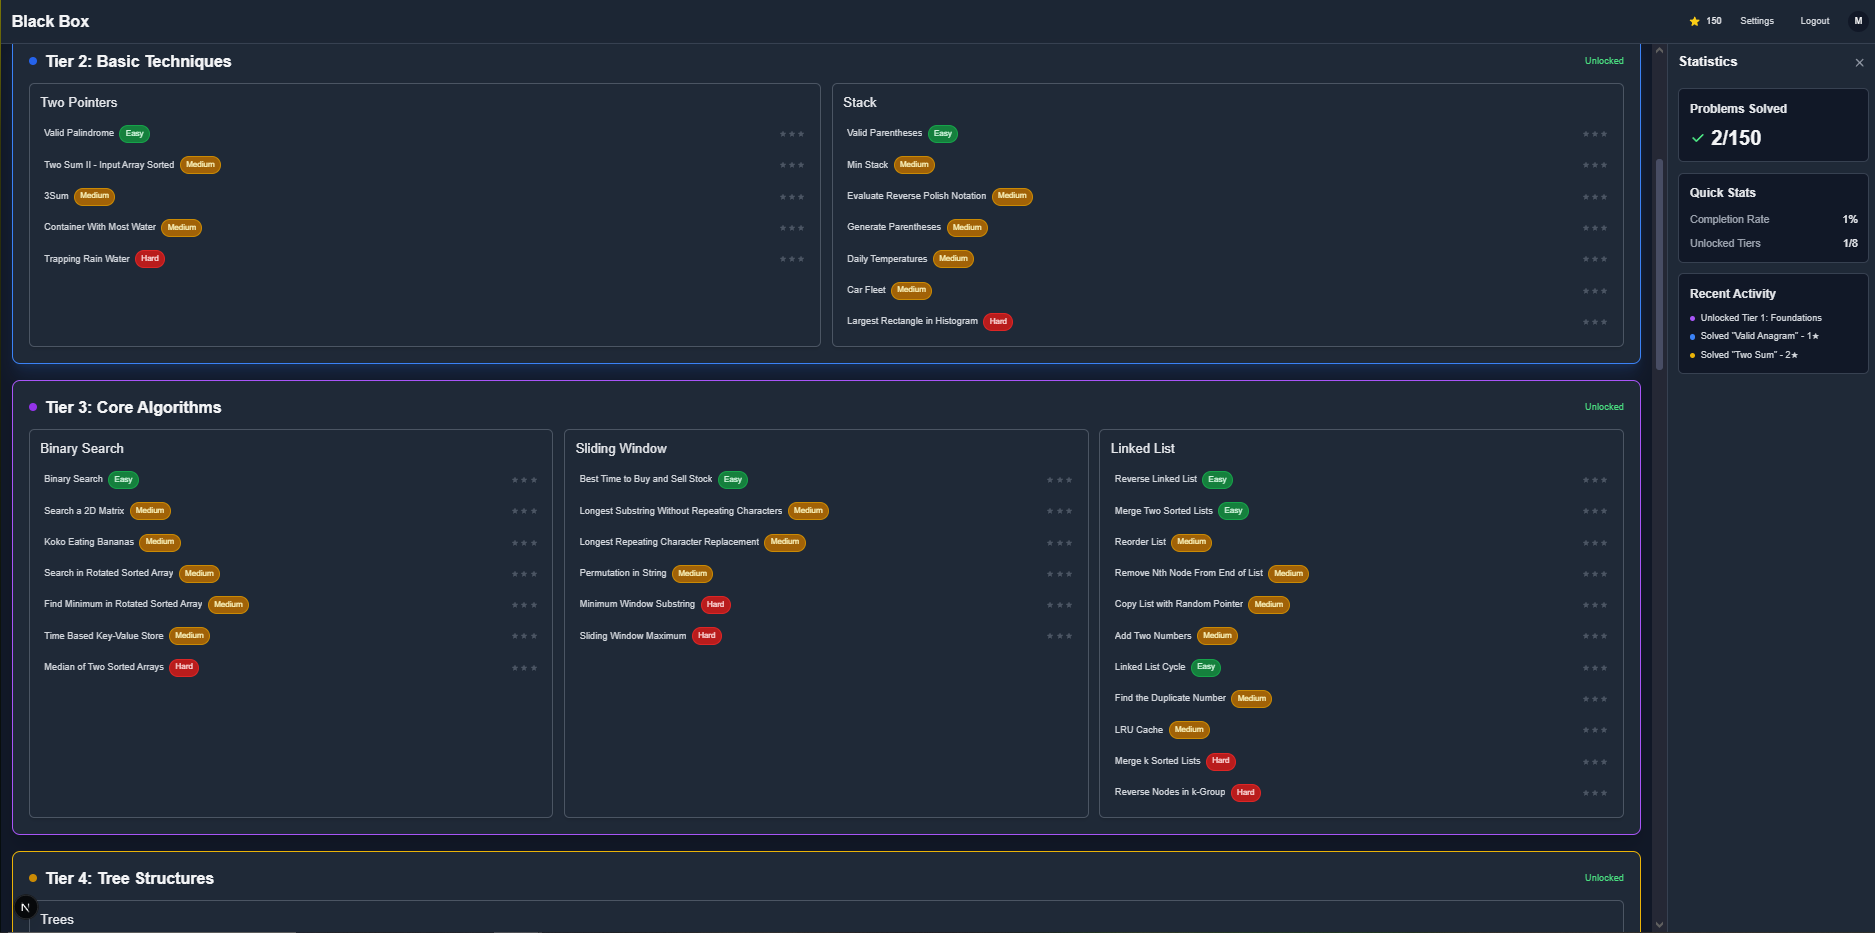 Black Box
★ 150 Settings Logout M
Tier 2: Basic Techniques
Unlocked
Two Pointers
Valid Palindrome Easy
Two Sum II - Input Array Sorted Medium
3Sum Medium
Container With Most Water Medium
Trapping Rain Water Hard
Stack
Valid Parentheses Easy
Min Stack Medium
Evaluate Reverse Polish Notation Medium
Generate Parentheses Medium
Daily Temperatures Medium
Car Fleet Medium
Largest Rectangle in Histogram Hard
Tier 3: Core Algorithms
Unlocked
Binary Search
Binary Search Easy
Search a 2D Matrix Medium
Koko Eating Bananas Medium
Search in Rotated Sorted Array Medium
Find Minimum in Rotated Sorted Array Medium
Time Based Key-Value Store Medium
Median of Two Sorted Arrays Hard
Sliding Window
Best Time to Buy and Sell Stock Easy
Longest Substring Without Repeating Characters Medium
Longest Repeating Character Replacement Medium
Permutation in String Medium
Minimum Window Substring Hard
Sliding Window Maximum Hard
Linked List
Reverse Linked List Easy
Merge Two Sorted Lists Easy
Reorder List Medium
Remove Nth Node From End of List Medium
Copy List with Random Pointer Medium
Add Two Numbers Medium
Linked List Cycle Easy
Find the Duplicate Number Medium
LRU Cache Medium
Merge k Sorted Lists Hard
Reverse Nodes in k-Group Hard
Tier 4: Tree Structures
Unlocked
N
Trees
Statistics
Problems Solved
2/150
Quick Stats
Completion Rate 1%
Unlocked Tiers 1/8
Recent Activity
Unlocked Tier 1: Foundations
Solved "Valid Anagram" - 1★
Solved "Two Sum" - 2★